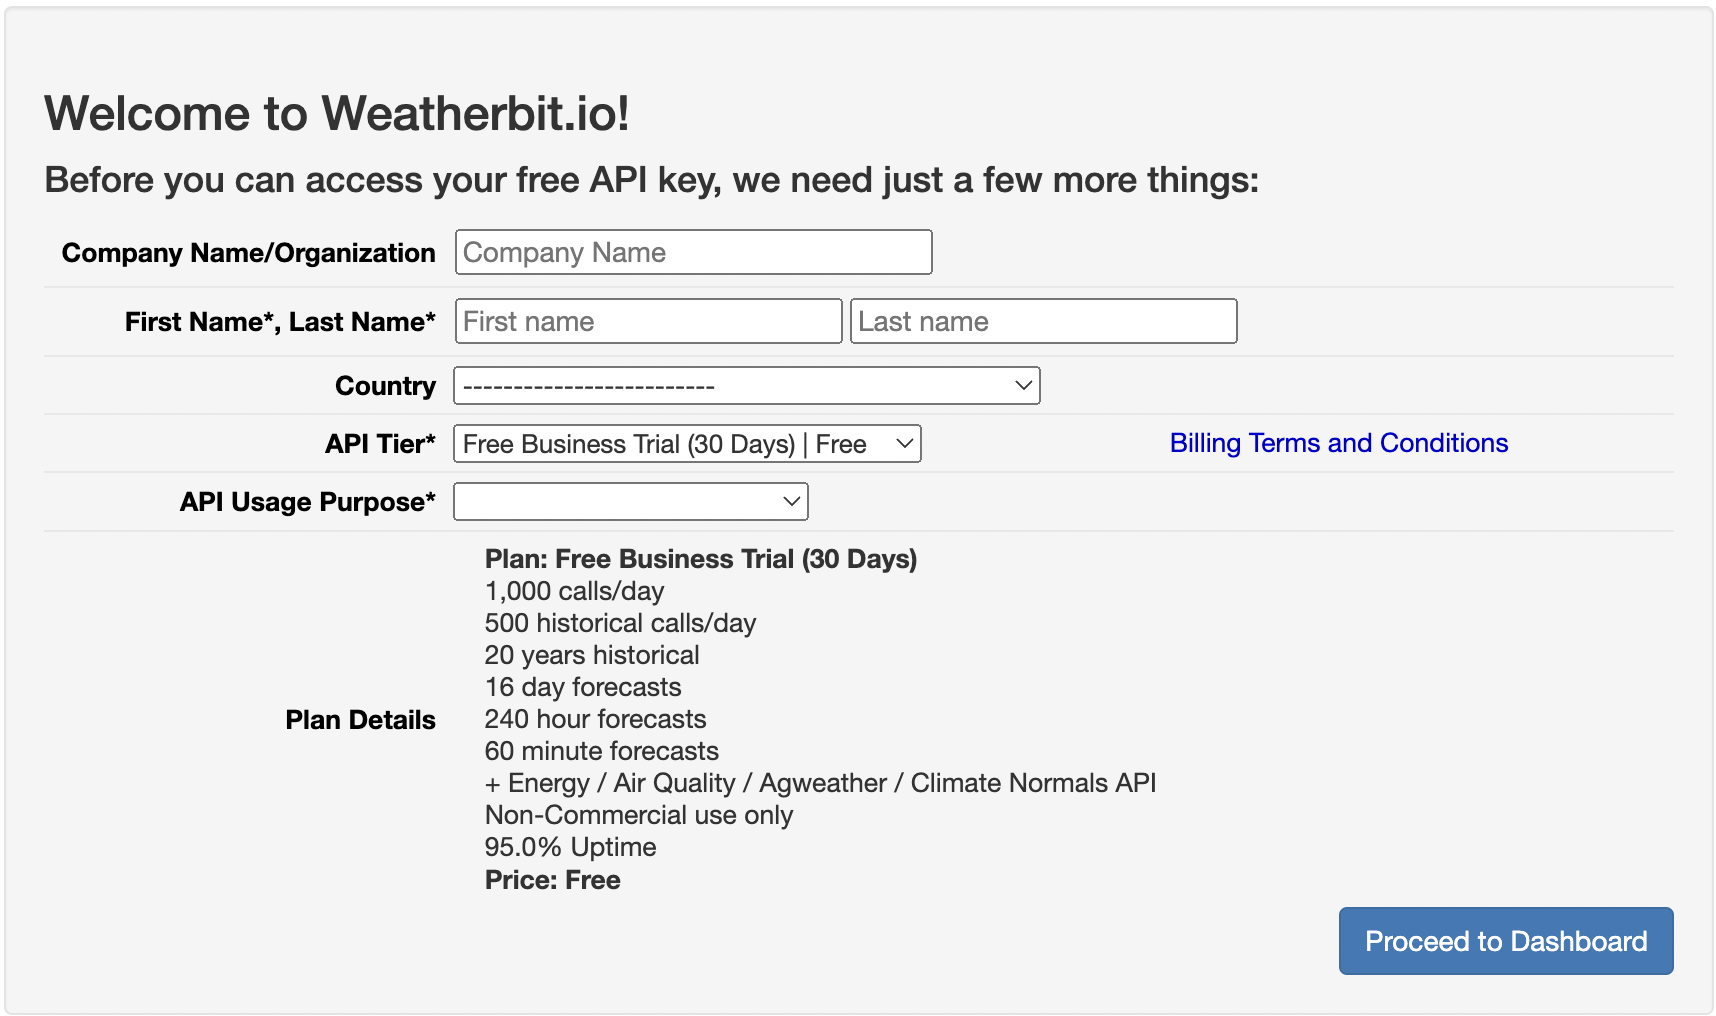 Welcome to Weatherbit.io!
Before you can access your free API key, we need just a few more things:
Company Name/Organization Company Name
First Name*, Last Name* First name Last name
Country -------------------------
API Tier* Free Business Trial (30 Days) | Free Billing Terms and Conditions
API Usage Purpose*
Plan: Free Business Trial (30 Days)
1,000 calls/day
500 historical calls/day
20 years historical
16 day forecasts
Plan Details 240 hour forecasts
60 minute forecasts
+ Energy / Air Quality / Agweather / Climate Normals API
Non-Commercial use only
95.0% Uptime
Price: Free
Proceed to Dashboard